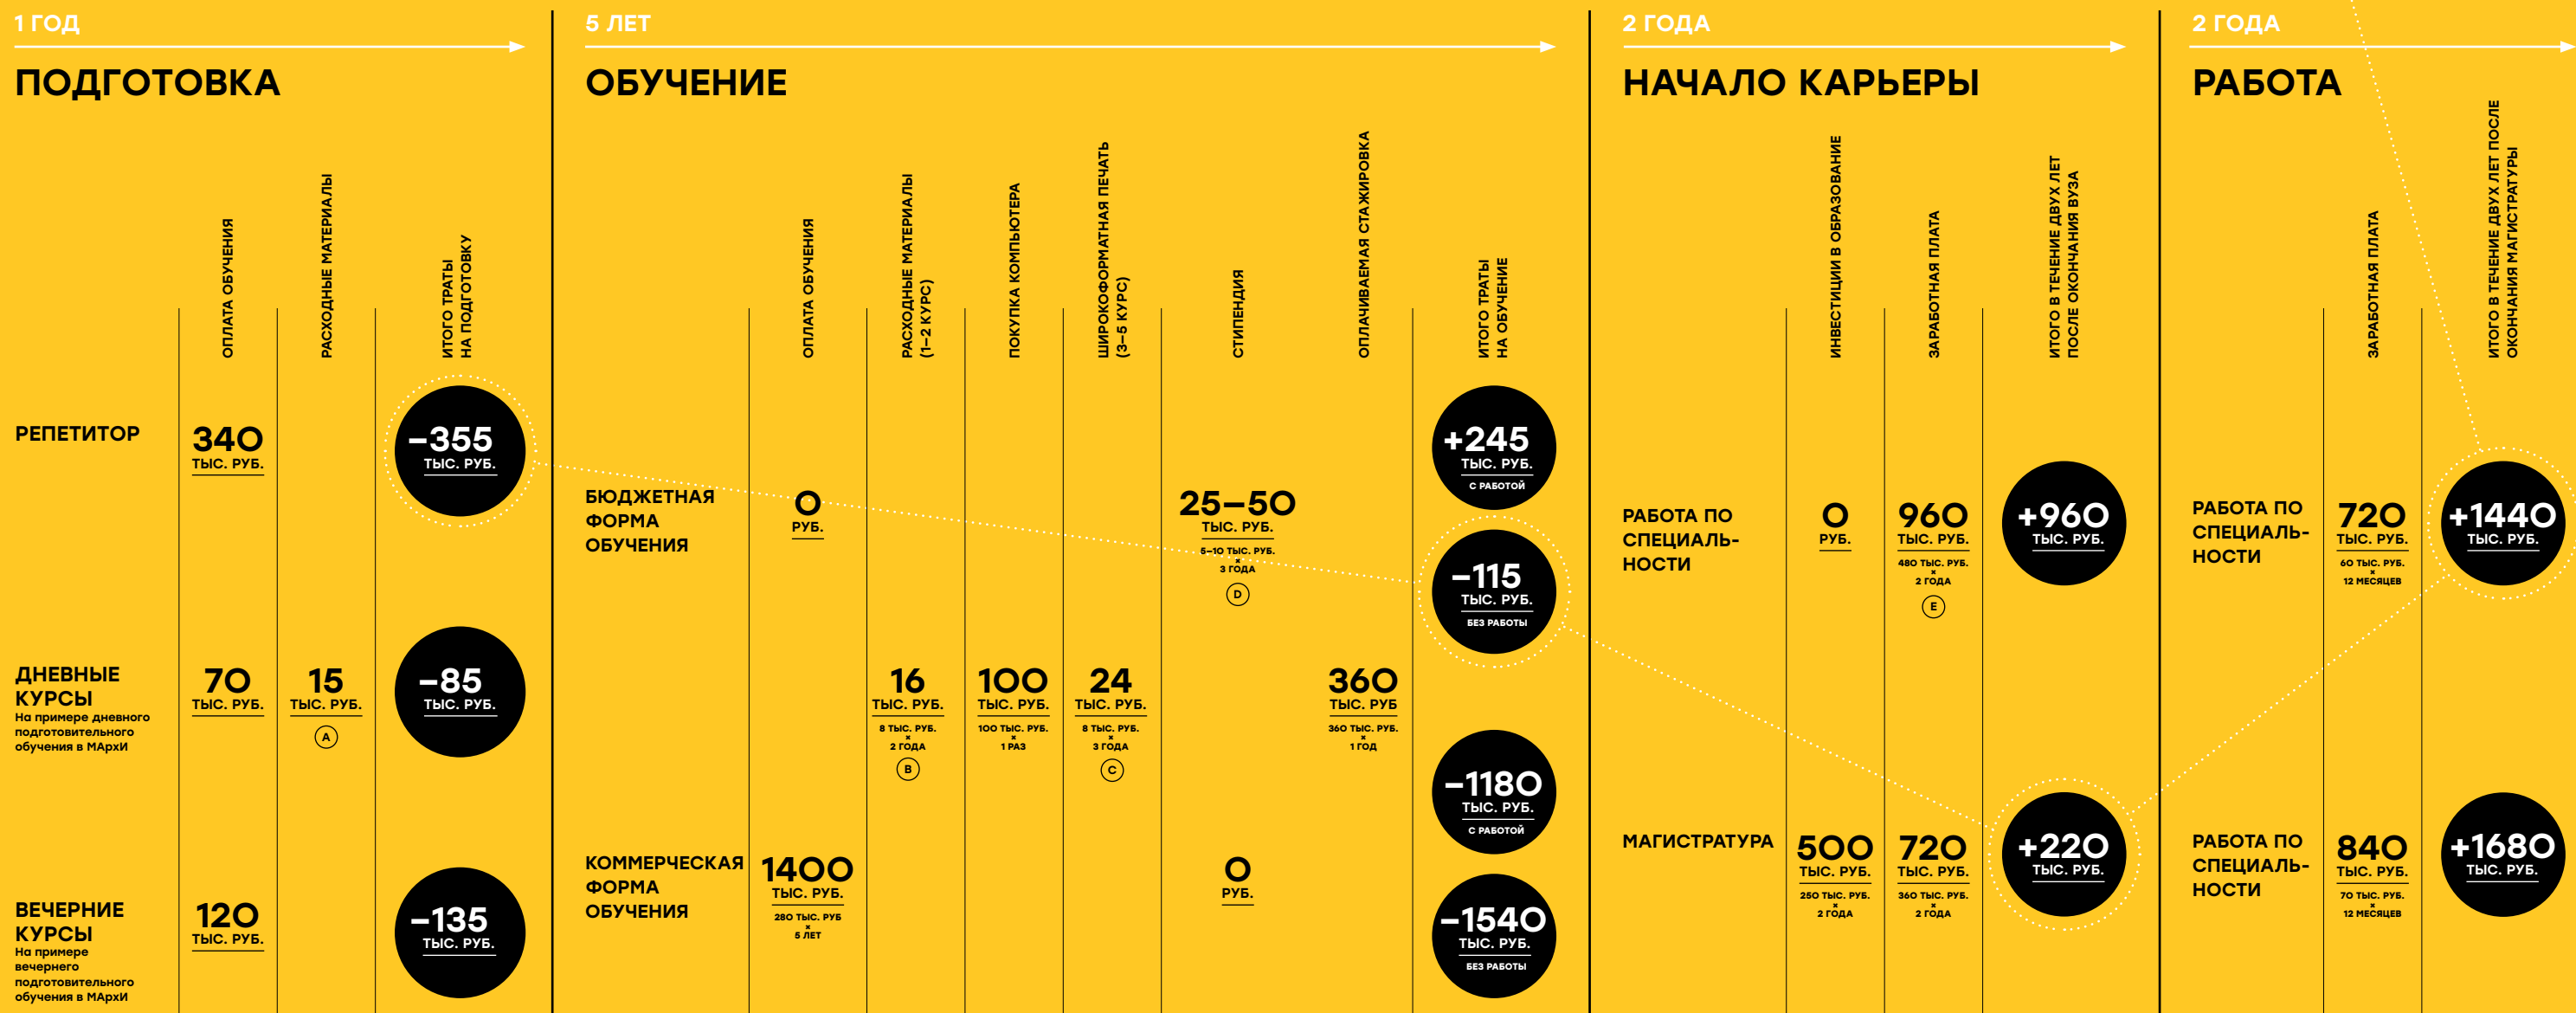 1 ГОД
ПОДГОТОВКА
ОПЛАТА ОБУЧЕНИЯ
РАСХОДНЫЕ МАТЕРИАЛЫ
ИТОГО ТРАТЫ
НА ПОДГОТОВКУ
РЕПЕТИТОР
340
ТЫС. РУБ.
–355
ТЫС. РУБ.
ДНЕВНЫЕ
КУРСЫ
На примере дневного
подготовительного
обучения в МАрхИ
70
ТЫС. РУБ.
15
ТЫС. РУБ.
A
–85
ТЫС. РУБ.
ВЕЧЕРНИЕ
КУРСЫ
На примере
вечернего
подготовительного
обучения в МАрхИ
120
ТЫС. РУБ.
–135
ТЫС. РУБ.
5 ЛЕТ
ОБУЧЕНИЕ
ОПЛАТА ОБУЧЕНИЯ
РАСХОДНЫЕ МАТЕРИАЛЫ
(1–2 КУРС)
ПОКУПКА КОМПЬЮТЕРА
ШИРОКОФОРМАТНАЯ ПЕЧАТЬ
(3–5 КУРС)
СТИПЕНДИЯ
ОПЛАЧИВАЕМАЯ СТАЖИРОВКА
ИТОГО ТРАТЫ
НА ОБУЧЕНИЕ
БЮДЖЕТНАЯ
ФОРМА
ОБУЧЕНИЯ
0
РУБ.
25–50
ТЫС. РУБ.
5–10 ТЫС. РУБ.
×
3 ГОДА
D
+245
ТЫС. РУБ.
С РАБОТОЙ
–115
ТЫС. РУБ.
БЕЗ РАБОТЫ
16
ТЫС. РУБ.
8 ТЫС. РУБ.
×
2 ГОДА
B
100
ТЫС. РУБ.
100 ТЫС. РУБ.
×
1 РАЗ
24
ТЫС. РУБ.
8 ТЫС. РУБ.
×
3 ГОДА
C
360
ТЫС. РУБ
360 ТЫС. РУБ.
×
1 ГОД
КОММЕРЧЕСКАЯ
ФОРМА
ОБУЧЕНИЯ
1400
ТЫС. РУБ.
280 ТЫС. РУБ
×
5 ЛЕТ
0
РУБ.
–1180
ТЫС. РУБ.
С РАБОТОЙ
–1540
ТЫС. РУБ.
БЕЗ РАБОТЫ
2 ГОДА
НАЧАЛО КАРЬЕРЫ
ИНВЕСТИЦИИ В ОБРАЗОВАНИЕ
ЗАРАБОТНАЯ ПЛАТА
ИТОГО В ТЕЧЕНИЕ ДВУХ ЛЕТ
ПОСЛЕ ОКОНЧАНИЯ ВУЗА
РАБОТА ПО
СПЕЦИАЛЬ-
НОСТИ
0
РУБ.
960
ТЫС. РУБ.
480 ТЫС. РУБ.
×
2 ГОДА
E
+960
ТЫС. РУБ.
МАГИСТРАТУРА
500
ТЫС. РУБ.
250 ТЫС. РУБ.
×
2 ГОДА
720
ТЫС. РУБ.
360 ТЫС. РУБ.
×
2 ГОДА
+220
ТЫС. РУБ.
2 ГОДА
РАБОТА
ЗАРАБОТНАЯ ПЛАТА
ИТОГО В ТЕЧЕНИЕ ДВУХ ЛЕТ ПОСЛЕ
ОКОНЧАНИЯ МАГИСТРАТУРЫ
РАБОТА ПО
СПЕЦИАЛЬ-
НОСТИ
720
ТЫС. РУБ.
60 ТЫС. РУБ.
×
12 МЕСЯЦЕВ
+1440
ТЫС. РУБ.
РАБОТА ПО
СПЕЦИАЛЬ-
НОСТИ
840
ТЫС. РУБ.
70 ТЫС. РУБ.
×
12 МЕСЯЦЕВ
+1680
ТЫС. РУБ.